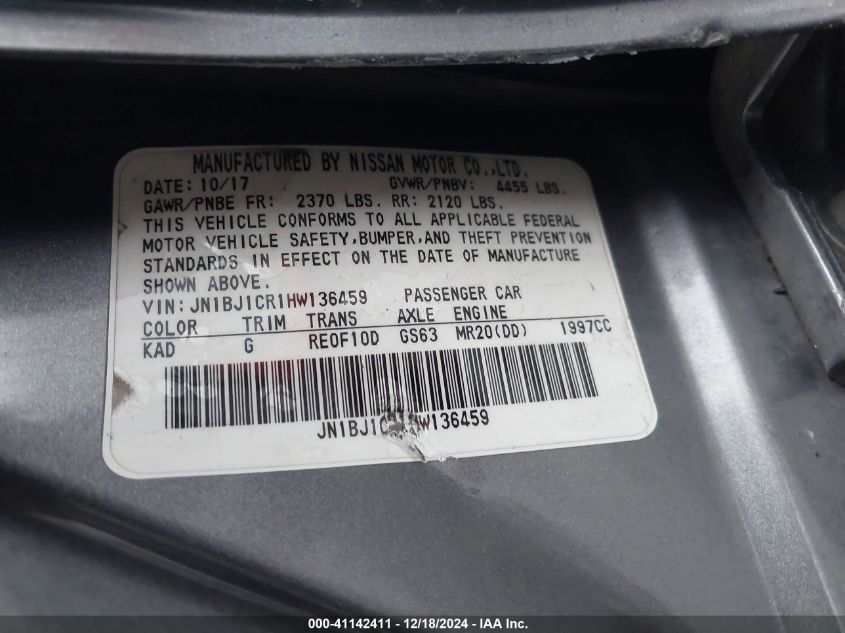 MANUFACTURED BY NISSAN MOTOR CO.,LTD.
DATE: 10/17 GVWR/PNBV: 4455 LBS.
GAWR/PNBE FR: 2370 LBS. RR: 2120 LBS.
THIS VEHICLE CONFORMS TO ALL APPLICABLE FEDERAL
MOTOR VEHICLE SAFETY,BUMPER,AND THEFT PREVENTION
STANDARDS IN EFFECT ON THE DATE OF MANUFACTURE
SHOWN ABOVE.
VIN:JN1BJ1CR1HW136459 PASSENGER CAR
COLOR TRIM TRANS AXLE ENGINE
KAD G RE0F10D GS63 MR20(DD) 1997CC
000-41142411 - 12/18/2024 - IAA Inc.